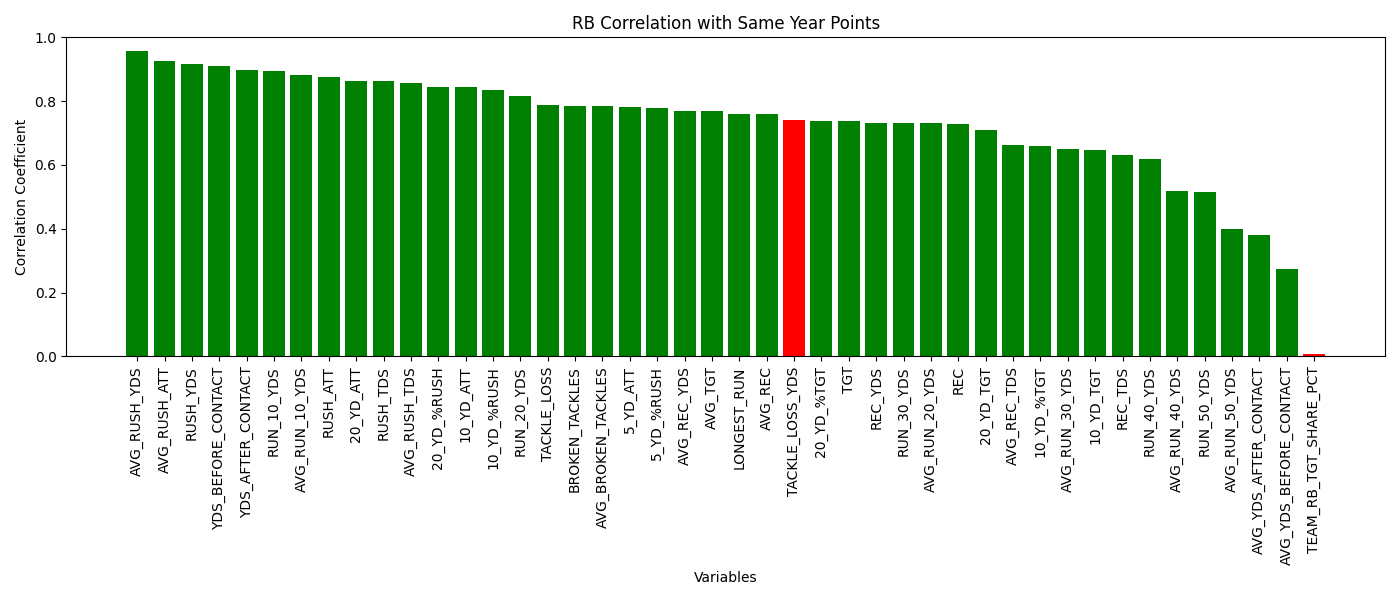 RB Correlation with Same Year Points
Correlation Coefficient
1.0
0.8
0.6
0.4
0.2
0.0
AVG_RUSH_YDS
AVG_RUSH_ATT
RUSH_YDS
YDS_BEFORE_CONTACT
YDS_AFTER_CONTACT
RUN_10_YDS
AVG_RUN_10_YDS
RUSH_ATT
20_YD_ATT
RUSH_TDS
AVG_RUSH_TDS
20_YD_%RUSH
10_YD_ATT
10_YD_%RUSH
RUN_20_YDS
TACKLE_LOSS
BROKEN_TACKLES
AVG_BROKEN_TACKLES
5_YD_ATT
5_YD_%RUSH
AVG_REC_YDS
AVG_TGT
LONGEST_RUN
AVG_REC
TACKLE_LOSS_YDS
20_YD_%TGT
TGT
REC_YDS
RUN_30_YDS
AVG_RUN_20_YDS
REC
20_YD_TGT
AVG_REC_TDS
10_YD_%TGT
AVG_RUN_30_YDS
10_YD_TGT
REC_TDS
RUN_40_YDS
AVG_RUN_40_YDS
RUN_50_YDS
AVG_RUN_50_YDS
AVG_YDS_AFTER_CONTACT
AVG_YDS_BEFORE_CONTACT
TEAM_RB_TGT_SHARE_PCT
Variables